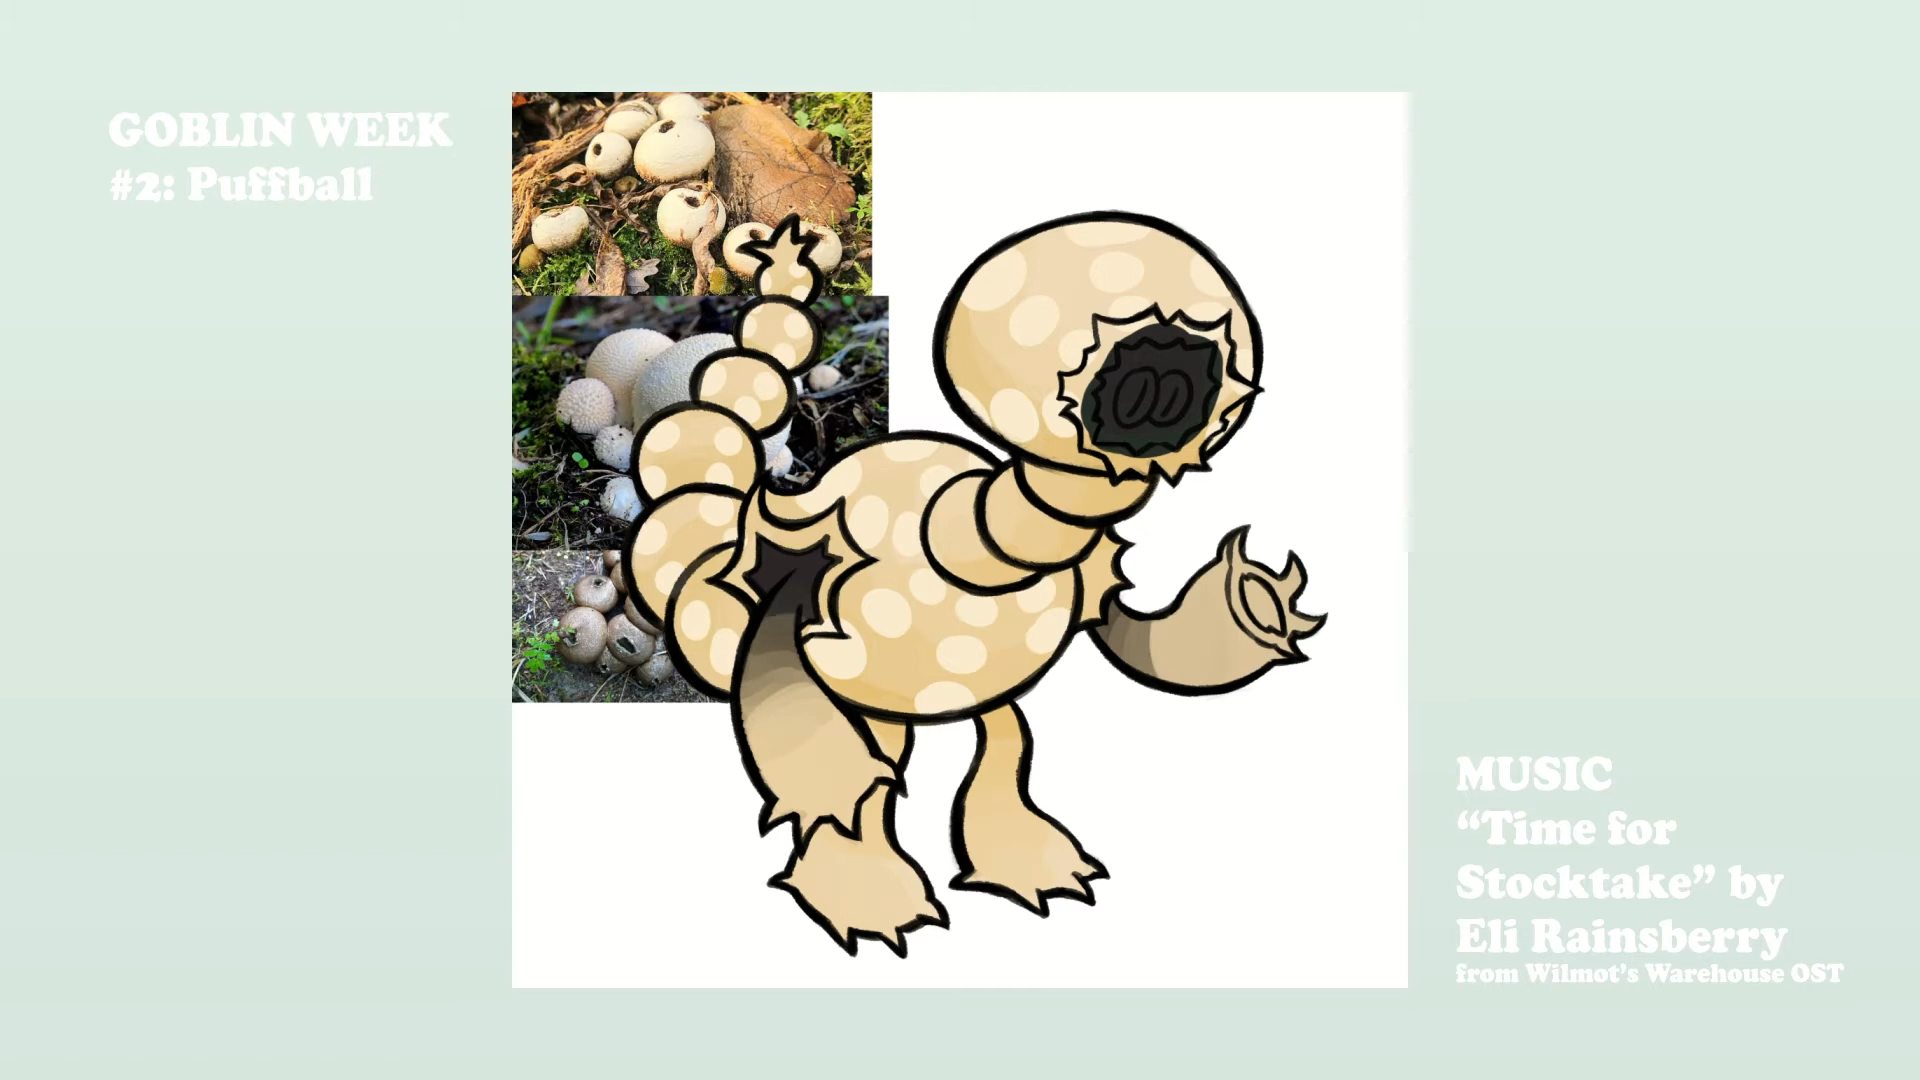 GOBLIN WEEK
#2: Puffball
MUSIC
“Time for
Stocktake” by
Eli Rainsberry
from Wilmot’s Warehouse OST